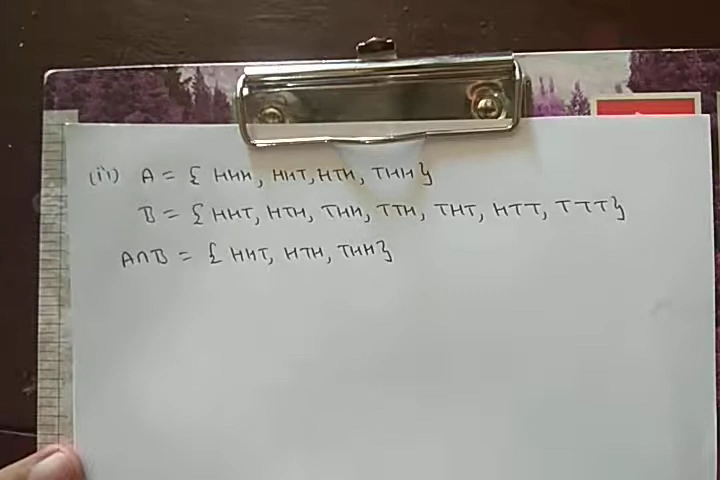 (ii) A = { HHH, HHT, HTH, THH }
B = { HHT, HTH, THH, TTH, THT, HTT, TTT }
A∩B = { HHT, HTH, THH }